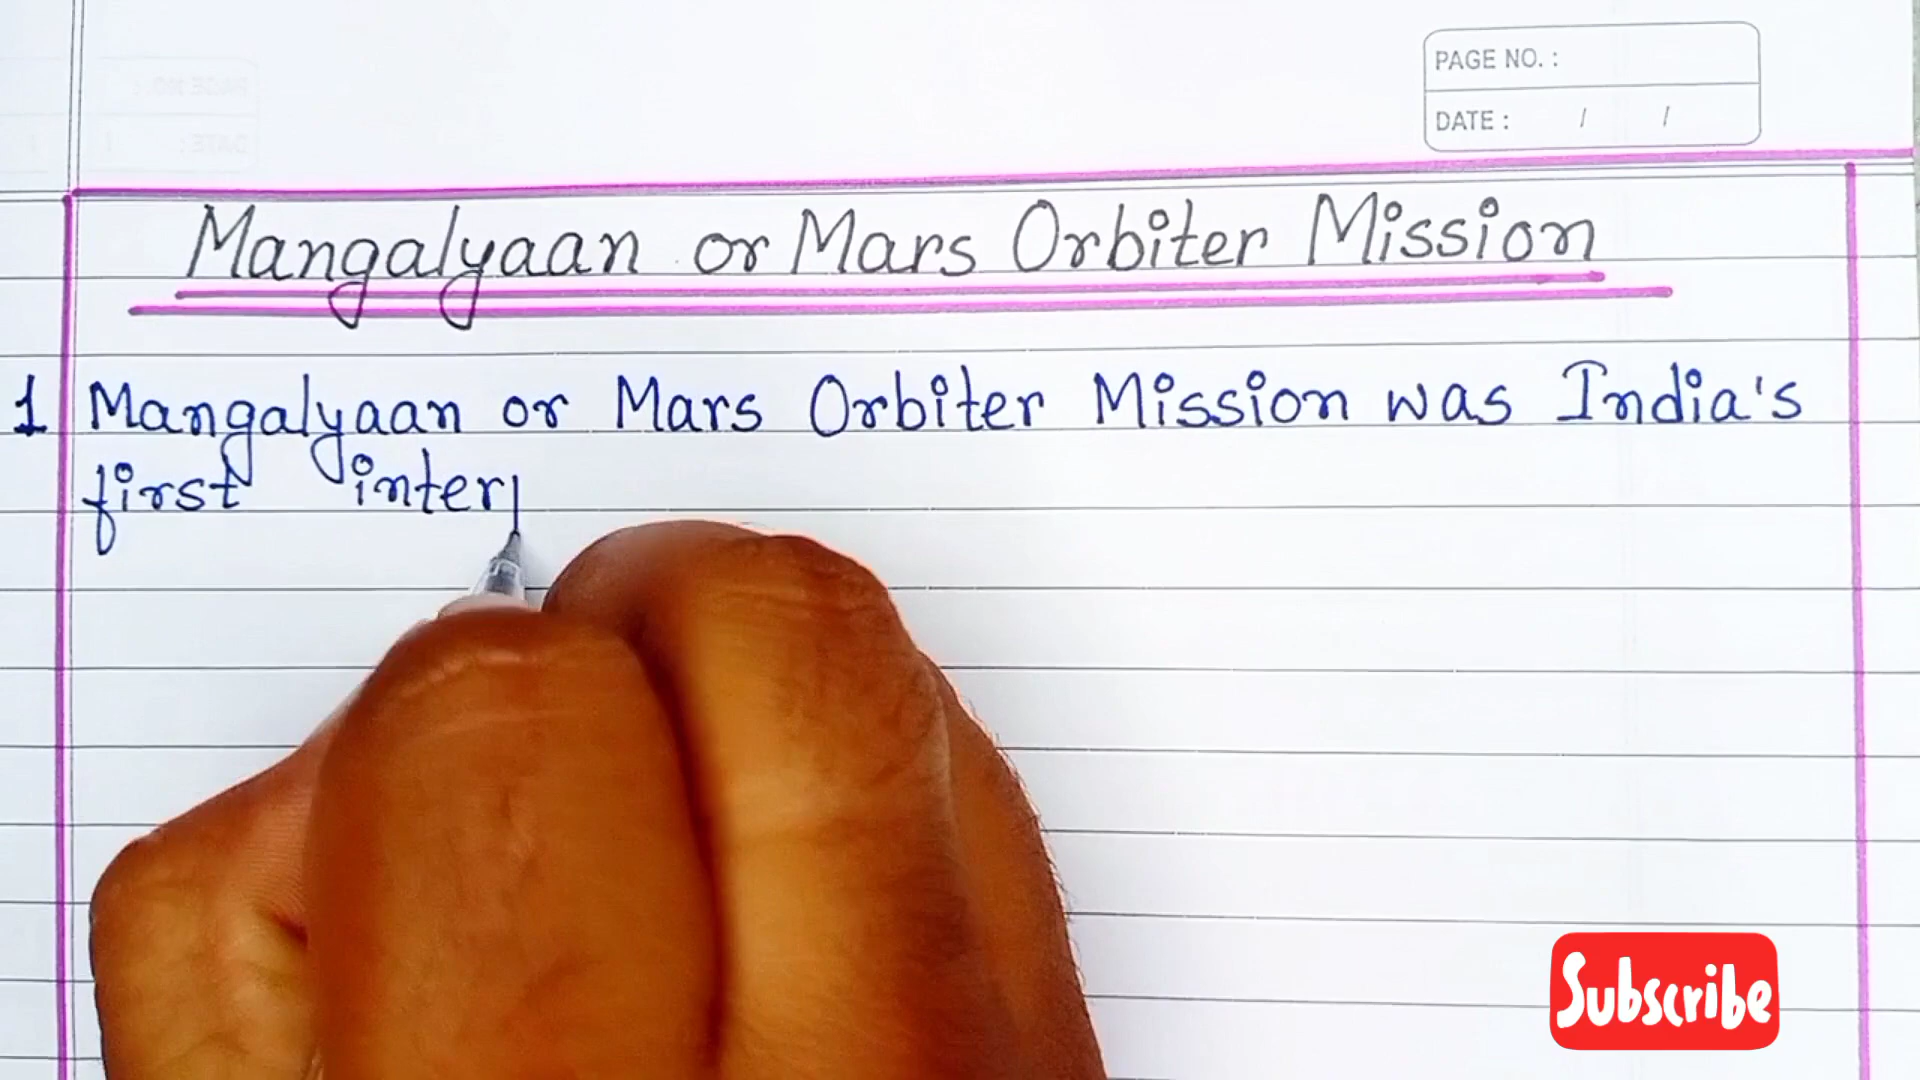 PAGE NO. :
DATE : / /
Mangalyaan or Mars Orbiter Mission
1 Mangalyaan or Mars Orbiter Mission was India's
first inter
Subscribe